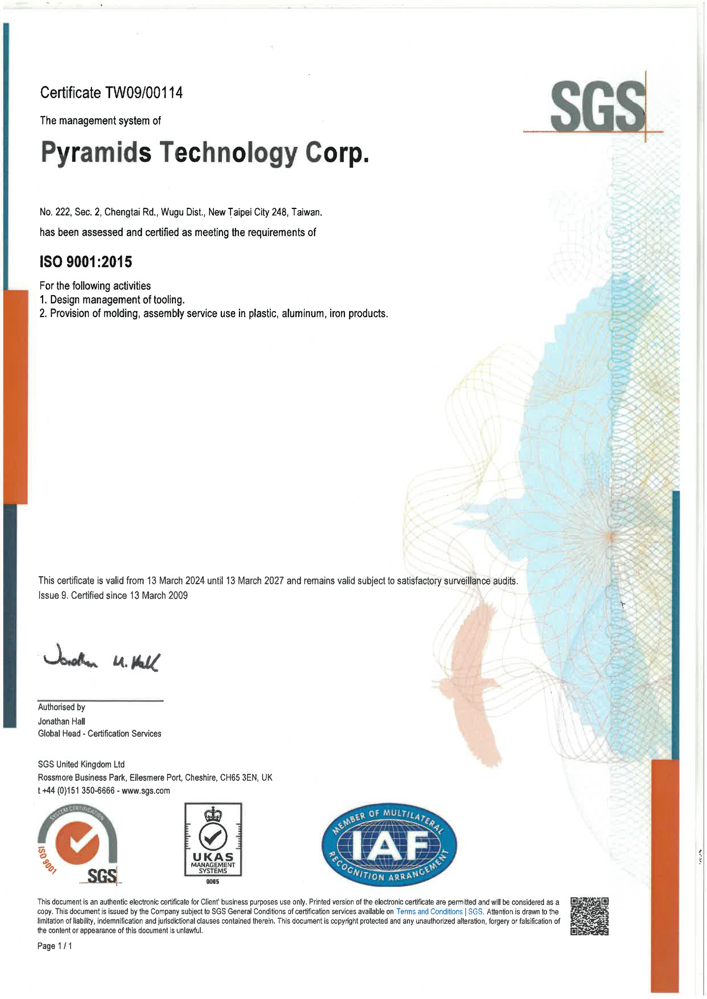 SGS
Certificate TW09/00114
The management system of
Pyramids Technology Corp.
No. 222, Sec. 2, Chengtai Rd., Wugu Dist., New Taipei City 248, Taiwan.
has been assessed and certified as meeting the requirements of
ISO 9001:2015
For the following activities
1. Design management of tooling.
2. Provision of molding, assembly service use in plastic, aluminum, iron products.
This certificate is valid from 13 March 2024 until 13 March 2027 and remains valid subject to satisfactory surveillance audits.
Issue 9. Certified since 13 March 2009
Jonathan M. Hall
Authorised by
Jonathan Hall
Global Head - Certification Services
SGS United Kingdom Ltd
Rossmore Business Park, Ellesmere Port, Cheshire, CH65 3EN, UK
t +44 (0)151 350-6666 - www.sgs.com
SYSTEM CERTIFICATION
ISO 9001
SGS
UKAS
MANAGEMENT
SYSTEMS
0005
MEMBER OF MULTILATERAL
IAF
RECOGNITION ARRANGEMENT
This document is an authentic electronic certificate for Client' business purposes use only. Printed version of the electronic certificate are permitted and will be considered as a
copy. This document is issued by the Company subject to SGS General Conditions of certification services available on Terms and Conditions | SGS. Attention is drawn to the
limitation of liability, indemnification and jurisdictional clauses contained therein. This document is copyright protected and any unauthorized alteration, forgery or falsification of
the content or appearance of this document is unlawful.
Page 1 / 1